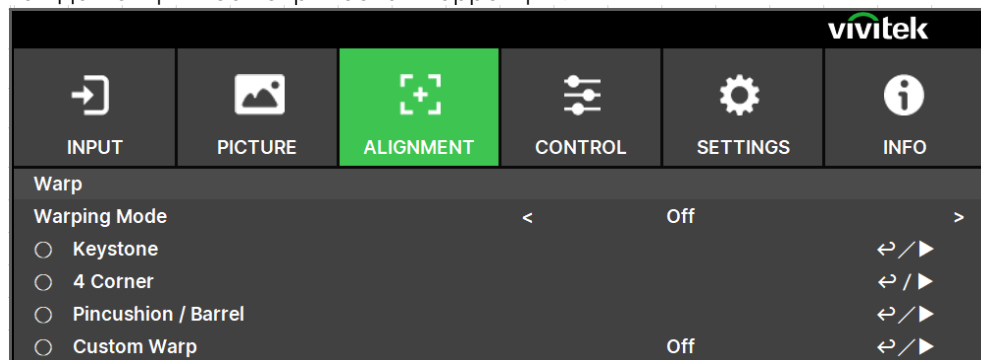 vivitek
INPUT PICTURE ALIGNMENT CONTROL SETTINGS INFO
Warp
Warping Mode < Off >
Keystone
4 Corner
Pincushion / Barrel
Custom Warp Off